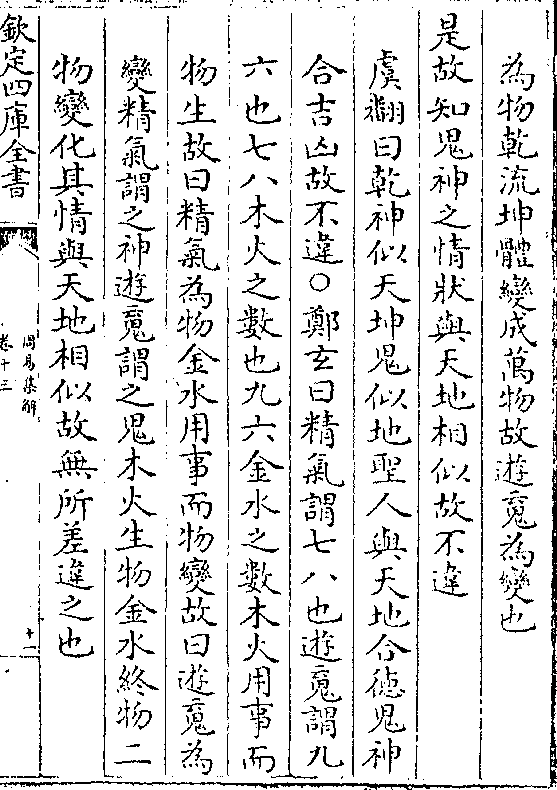 為物乾流坤體變成萬物故遊䰟為變也
是故知鬼神之情狀與天地相似故不違
虞翻曰乾神似天坤鬼似地聖人與天地合徳鬼神
合吉凶故不違○鄭玄曰精氣謂七八也遊䰟謂九
六也七八木火之數也九六金水之數木火用事而
物生故曰精氣為物金水用事而物變故曰遊䰟為
變精氣謂之神遊䰟謂之鬼木火生物金水終物二
物變化其情與天地相似故無所差違之也
欽定四庫全書
周易集解
卷十三
十二